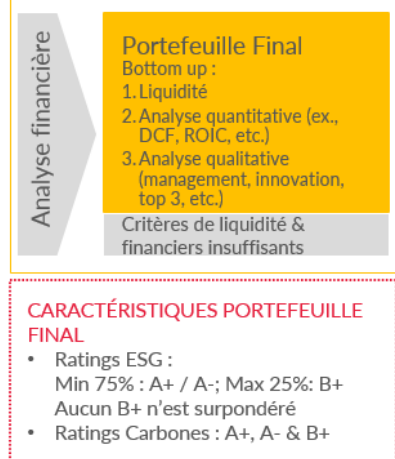 Analyse financière
Portefeuille Final
Bottom up :
1. Liquidité
2. Analyse quantitative (ex.,
DCF, ROIC, etc.)
3. Analyse qualitative
(management, innovation,
top 3, etc.)
Critères de liquidité &
financiers insuffisants
CARACTÉRISTIQUES PORTEFEUILLE
FINAL
• Ratings ESG :
Min 75% : A+ / A-; Max 25%: B+
Aucun B+ n'est surpondéré
• Ratings Carbones : A+, A- & B+